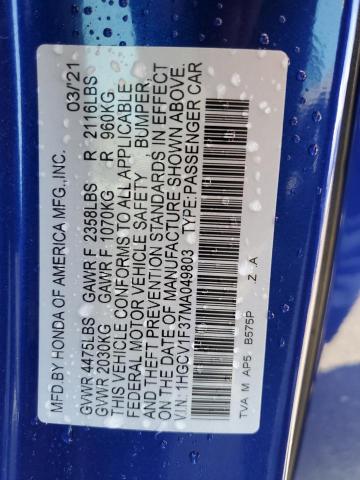 MFD BY HONDA OF AMERICA MFG.,INC. 03/21
GVWR 4475LBS GAWR F 2358LBS R 2116LBS
GVWR 2030KG GAWR F 1070KG R 960KG
THIS VEHICLE CONFORMS TO ALL APPLICABLE
FEDERAL MOTOR VEHICLE SAFETY, BUMPER,
AND THEFT PREVENTION STANDARDS IN EFFECT
ON THE DATE OF MANUFACTURE SHOWN ABOVE.
V.I.N: 1HGCV1F37MA049803 TYPE:PASSENGER CAR
TVA M AP5 B575P Z A